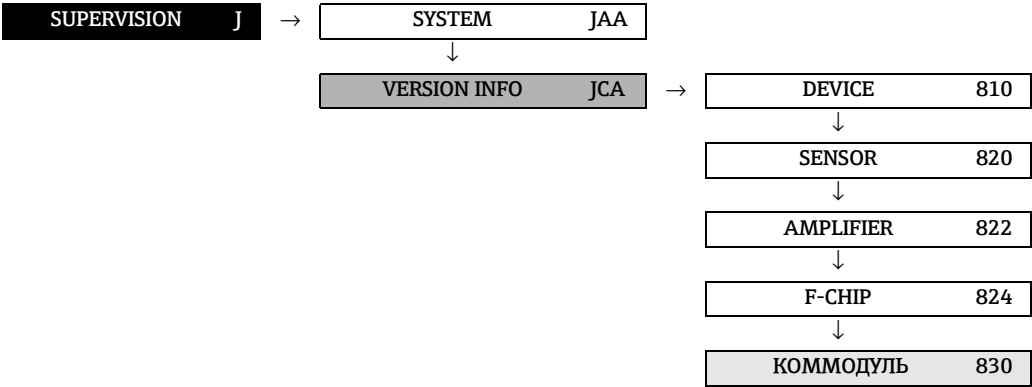 SUPERVISION J → SYSTEM JAA
↓
VERSION INFO JCA → DEVICE 810
↓
SENSOR 820
↓
AMPLIFIER 822
↓
F-CHIP 824
↓
КОММОДУЛЬ 830